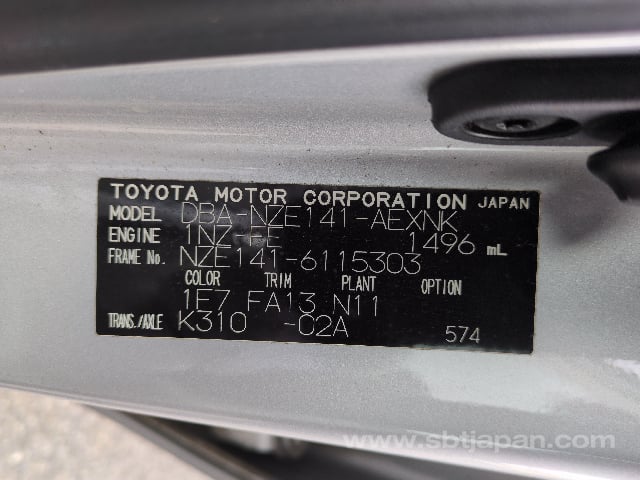 TOYOTA MOTOR CORPORATION JAPAN
MODEL DBA-NZE141-AEXNK
ENGINE 1NZ-FE 1496 mL
FRAME No. NZE141-6115303
COLOR TRIM PLANT OPTION
1E7 FA13 N11
TRANS./AXLE K310 -02A
574
www.sbtjapan.com